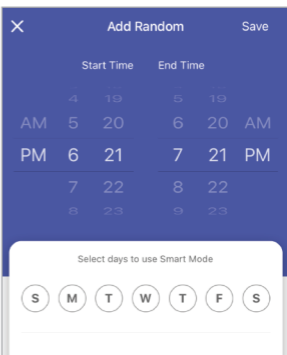 Add Random Save
Start Time End Time
4 19 5 19
AM 5 20 6 20 AM
PM 6 21 7 21 PM
7 22 8 22
8 23 9 23
Select days to use Smart Mode
S M T W T F S